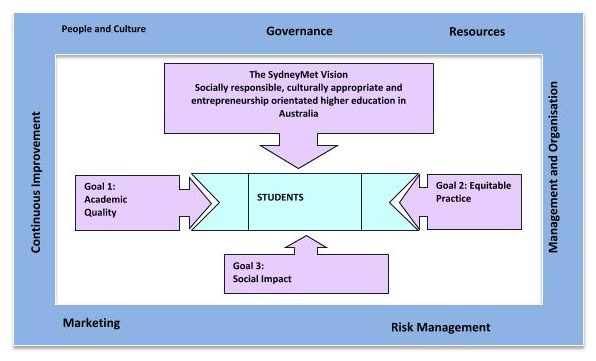 People and Culture
Governance
Resources
Continuous Improvement
Management and Organisation
The SydneyMet Vision
Socially responsible, culturally appropriate and
entrepreneurship orientated higher education in
Australia
Goal 1:
Academic
Quality
STUDENTS
Goal 2: Equitable
Practice
Goal 3:
Social Impact
Marketing
Risk Management